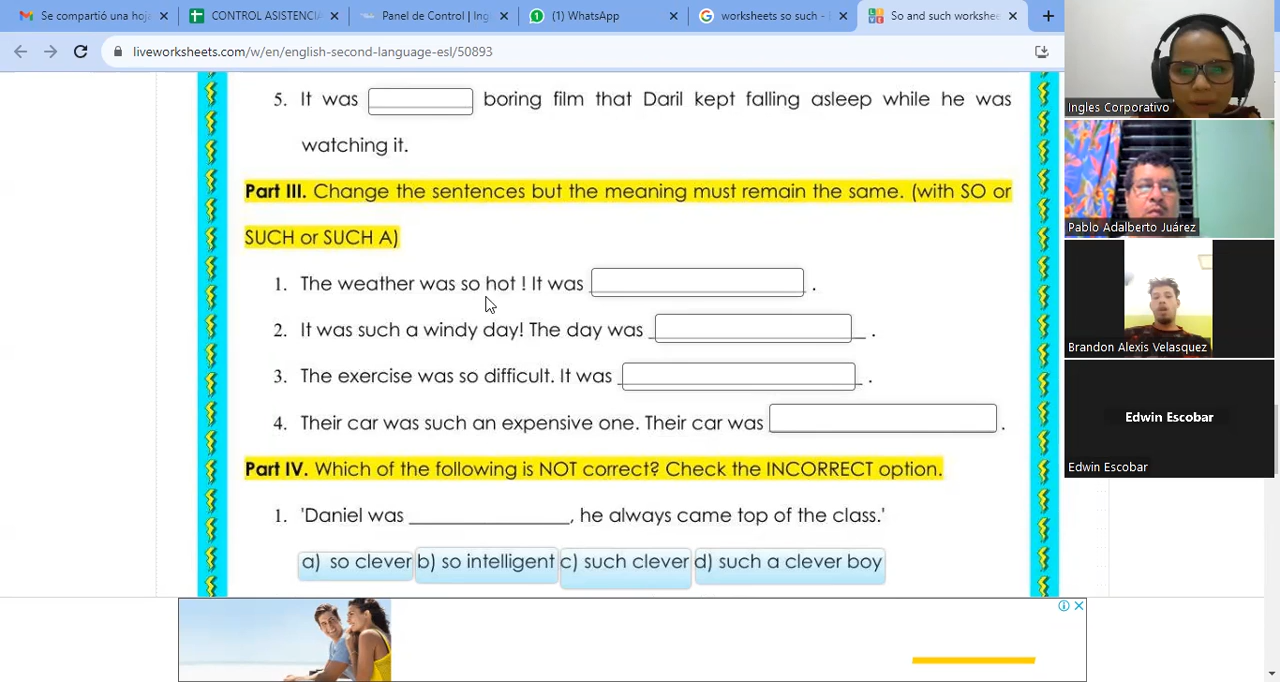 Se compartió una hoja
CONTROL ASISTENCIA
Panel de Control | Ing
(1) WhatsApp
worksheets so such - B
So and such workshee
liveworksheets.com/w/en/english-second-language-esl/50893
5. It was boring film that Daril kept falling asleep while he was
watching it.
Part III. Change the sentences but the meaning must remain the same. (with SO or
SUCH or SUCH A)
1. The weather was so hot ! It was .
2. It was such a windy day! The day was .
3. The exercise was so difficult. It was .
4. Their car was such an expensive one. Their car was .
Part IV. Which of the following is NOT correct? Check the INCORRECT option.
1. 'Daniel was _______________, he always came top of the class.'
a) so clever b) so intelligent c) such clever d) such a clever boy
Ingles Corporativo
Pablo Adalberto Juárez
Brandon Alexis Velasquez
Edwin Escobar
Edwin Escobar